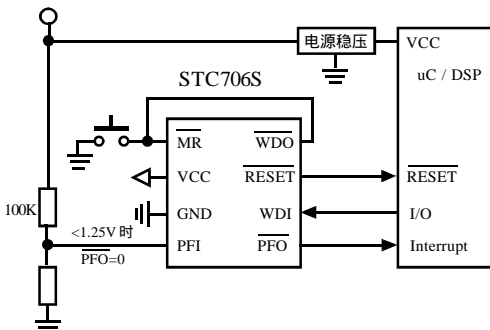 电源稳压
VCC
uC / DSP
STC706S
MR
WDO
VCC
RESET
RESET
GND
WDI
I/O
100K
<1.25V 时
PFO=0
PFI
PFO
Interrupt